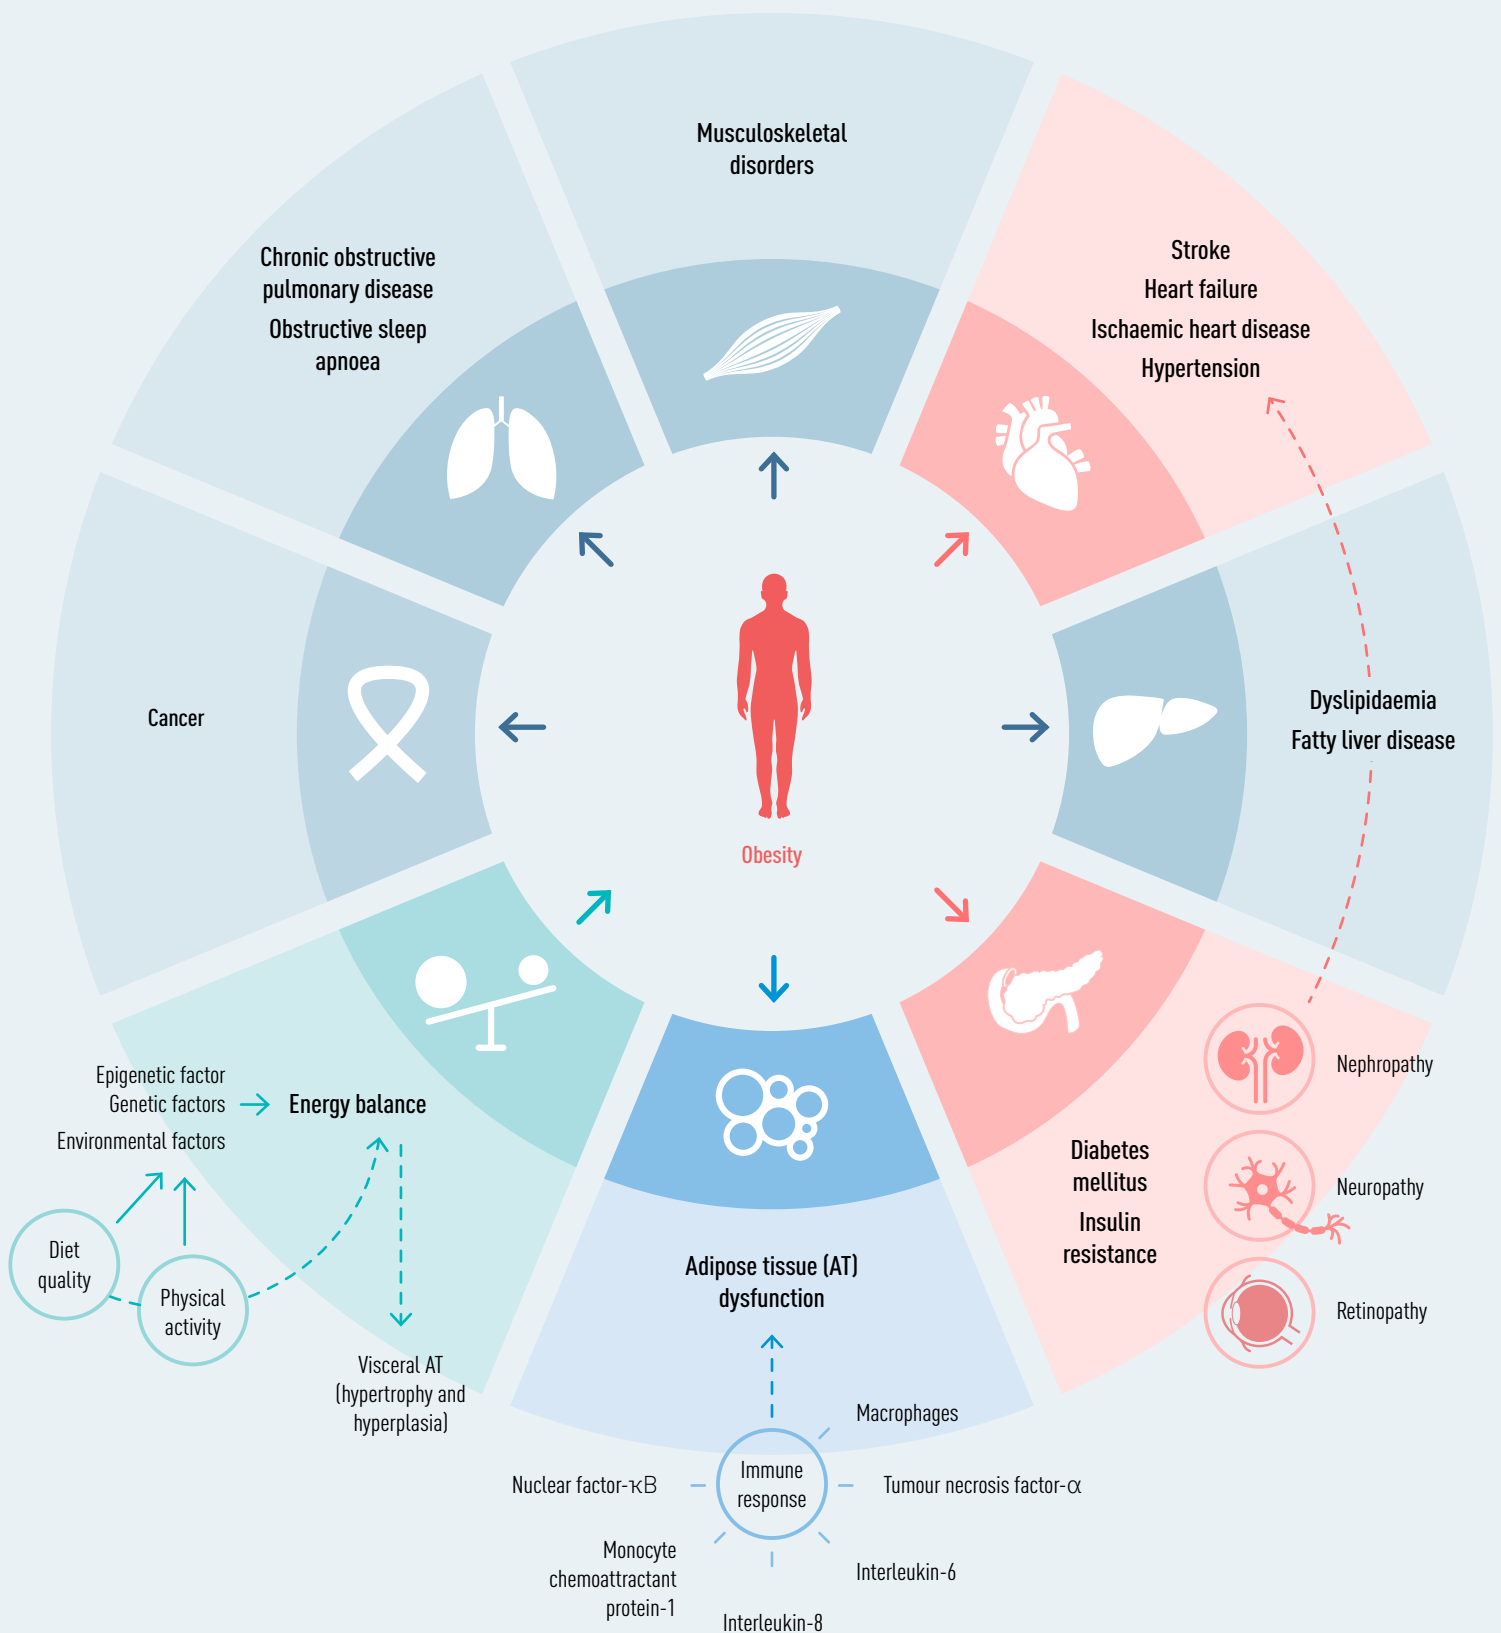 Musculoskeletal
disorders
Chronic obstructive
pulmonary disease
Obstructive sleep
apnoea
Stroke
Heart failure
Ischaemic heart disease
Hypertension
Cancer
Dyslipidaemia
Fatty liver disease
Obesity
Epigenetic factor
Genetic factors
Environmental factors
Energy balance
Diet
quality
Physical
activity
Visceral AT
(hypertrophy and
hyperplasia)
Adipose tissue (AT)
dysfunction
Immune
response
Macrophages
Nuclear factor-κB
Tumour necrosis factor-α
Monocyte
chemoattractant
protein-1
Interleukin-6
Interleukin-8
Diabetes
mellitus
Insulin
resistance
Nephropathy
Neuropathy
Retinopathy